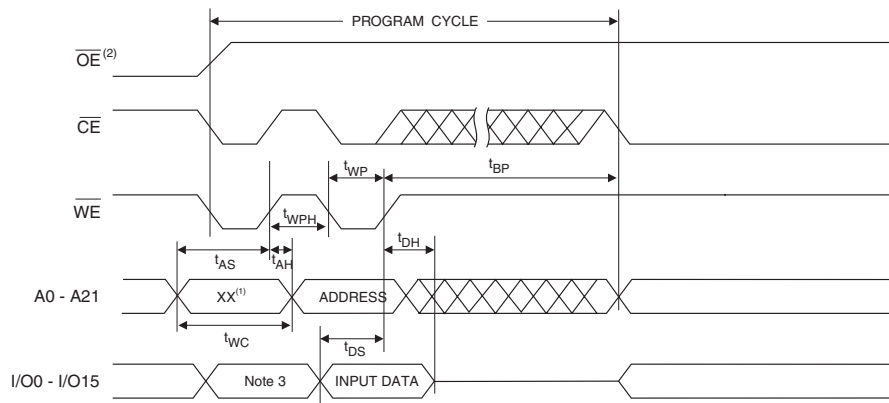 PROGRAM CYCLE
OE (2)
CE
tWP
tBP
WE
tWPH
tDH
tAS
tAH
A0 - A21
XX(1)
ADDRESS
tWC
tDS
I/O0 - I/O15
Note 3
INPUT DATA